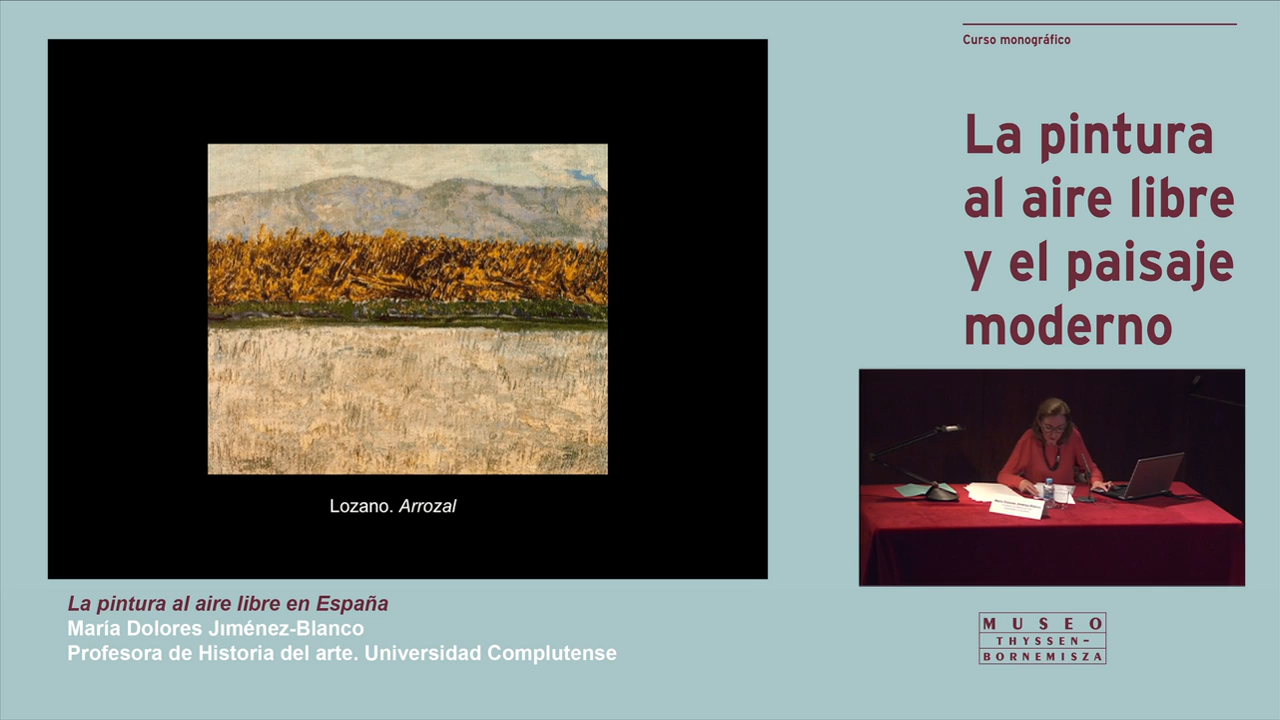 Curso monográfico
La pintura
al aire libre
y el paisaje
moderno
Lozano. Arrozal
La pintura al aire libre en España
María Dolores Jiménez-Blanco
Profesora de Historia del arte. Universidad Complutense
MUSEO
THYSSEN-
BORNEMISZA